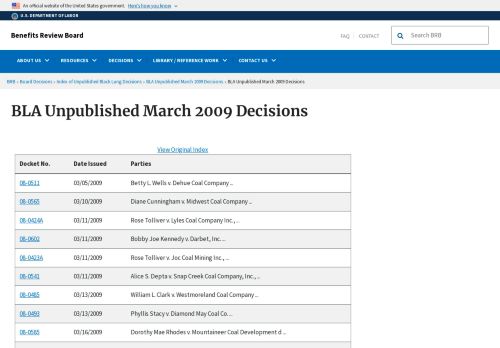 An official website of the United States government. Here's how you know
U.S. DEPARTMENT OF LABOR
Benefits Review Board
FAQ CONTACT
Search BRB
ABOUT US RESOURCES DECISIONS LIBRARY / REFERENCE WORK CONTACT US
BRB » Board Decisions » Index of Unpublished Black Lung Decisions » BLA Unpublished March 2009 Decisions » BLA Unpublished March 2009 Decisions
BLA Unpublished March 2009 Decisions
View Original Index
Docket No. Date Issued Parties
08-0511 03/05/2009 Betty L. Wells v. Dehue Coal Company ...
08-0565 03/10/2009 Diane Cunningham v. Midwest Coal Company ...
08-0424A 03/11/2009 Rose Tolliver v. Lyles Coal Company Inc., ...
08-0602 03/11/2009 Bobby Joe Kennedy v. Darbet, Inc. ...
08-0423A 03/11/2009 Rose Tolliver v. Joc Coal Mining Inc., ...
08-0541 03/11/2009 Alice S. Depta v. Snap Creek Coal Company, Inc., ...
08-0485 03/13/2009 William L. Clark v. Westmoreland Coal Company ...
08-0493 03/13/2009 Phyllis Stacy v. Diamond May Coal Co. ...
08-0585 03/16/2009 Dorothy Mae Rhodes v. Mountaineer Coal Development d ...